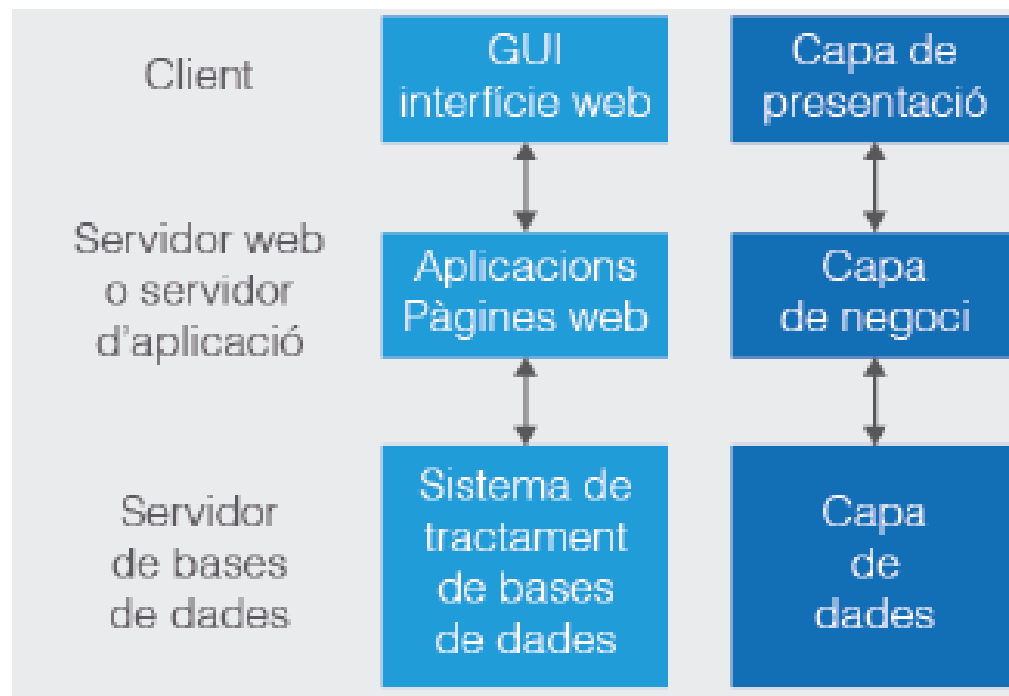 Client
GUI
interfície web
Capa de
presentació
Servidor web
o servidor
d'aplicació
Aplicacions
Pàgines web
Capa
de negoci
Servidor
de bases
de dades
Sistema de
tractament
de bases
de dades
Capa
de
dades